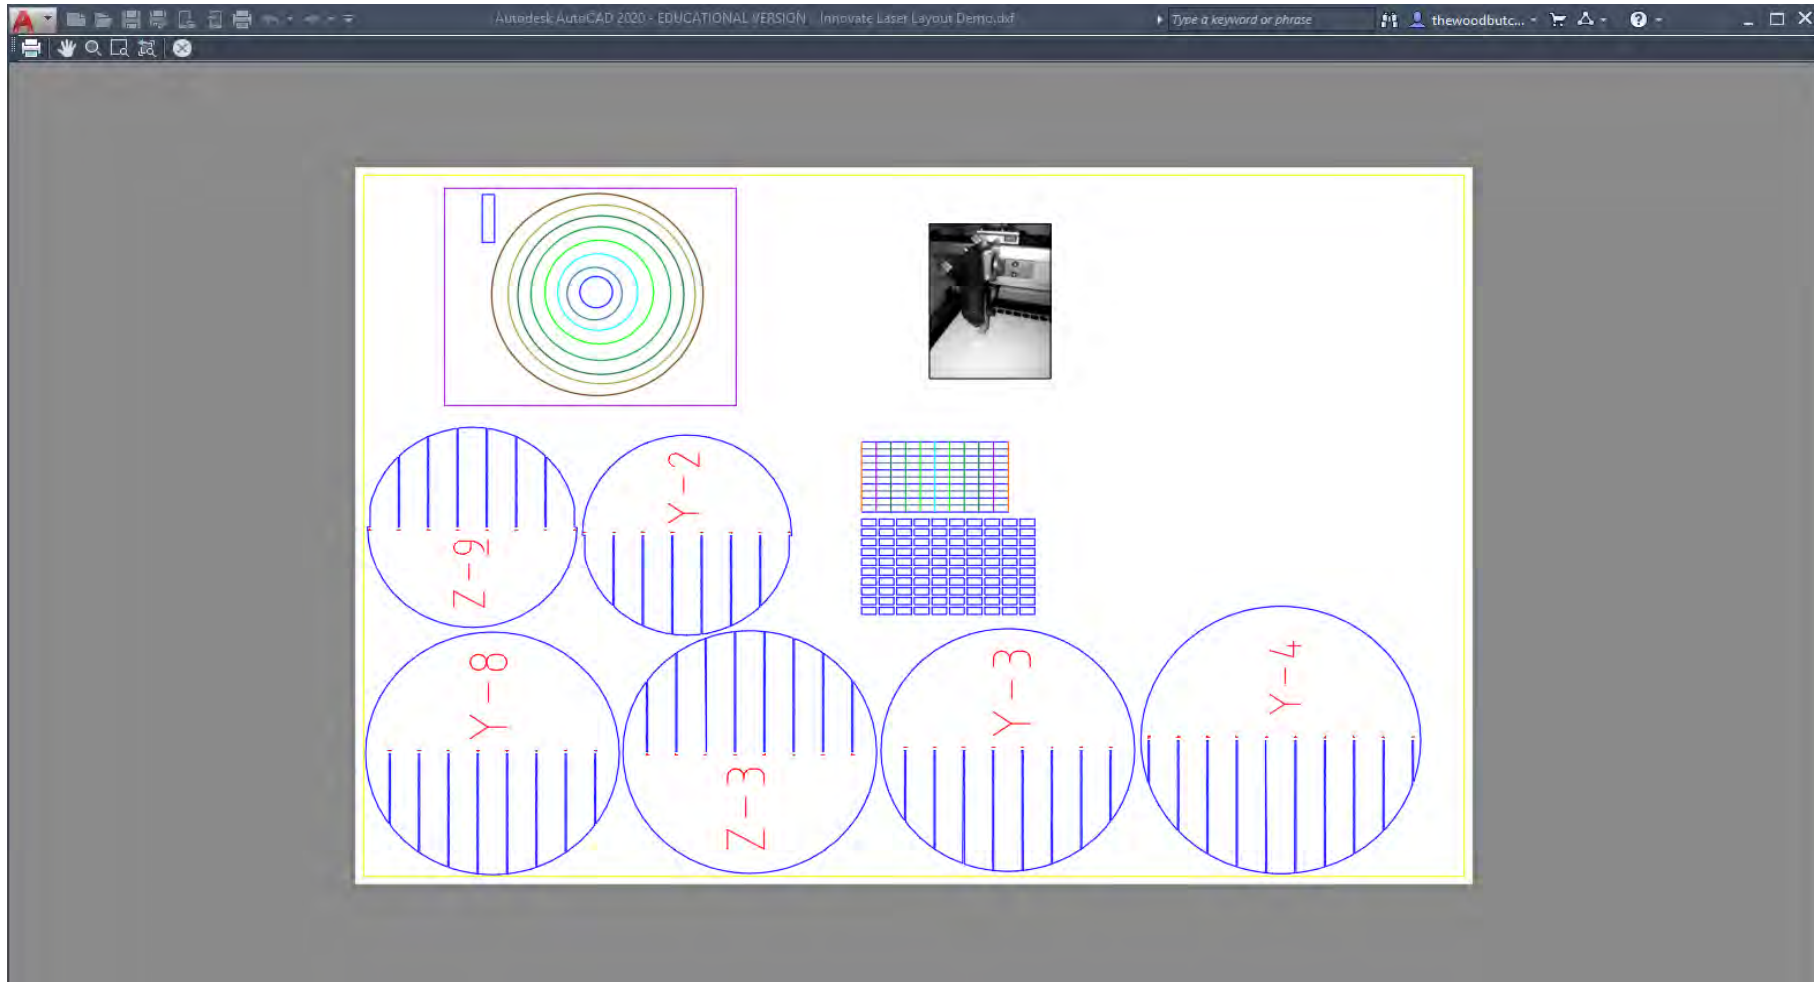 Autodesk AutoCAD 2020 - EDUCATIONAL VERSION Innovate Laser Layout Demo.dxf
Type a keyword or phrase
thewoodbutc...
Y-2
Z-9
Y-8
Z-3
Y-3
Y-4